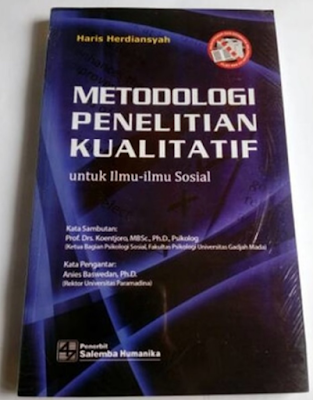 Haris Herdiansyah
METODOLOGI
PENELITIAN
KUALITATIF
untuk Ilmu-ilmu Sosial
Kata Sambutan:
Prof. Drs. Koentjoro, MBSc., Ph.D., Psikolog
(Ketua Bagian Psikologi Sosial, Fakultas Psikologi Universitas Gadjah Mada)
Kata Pengantar:
Anies Baswedan, Ph.D.
(Rektor Universitas Paramadina)
Penerbit
Salemba Humanika